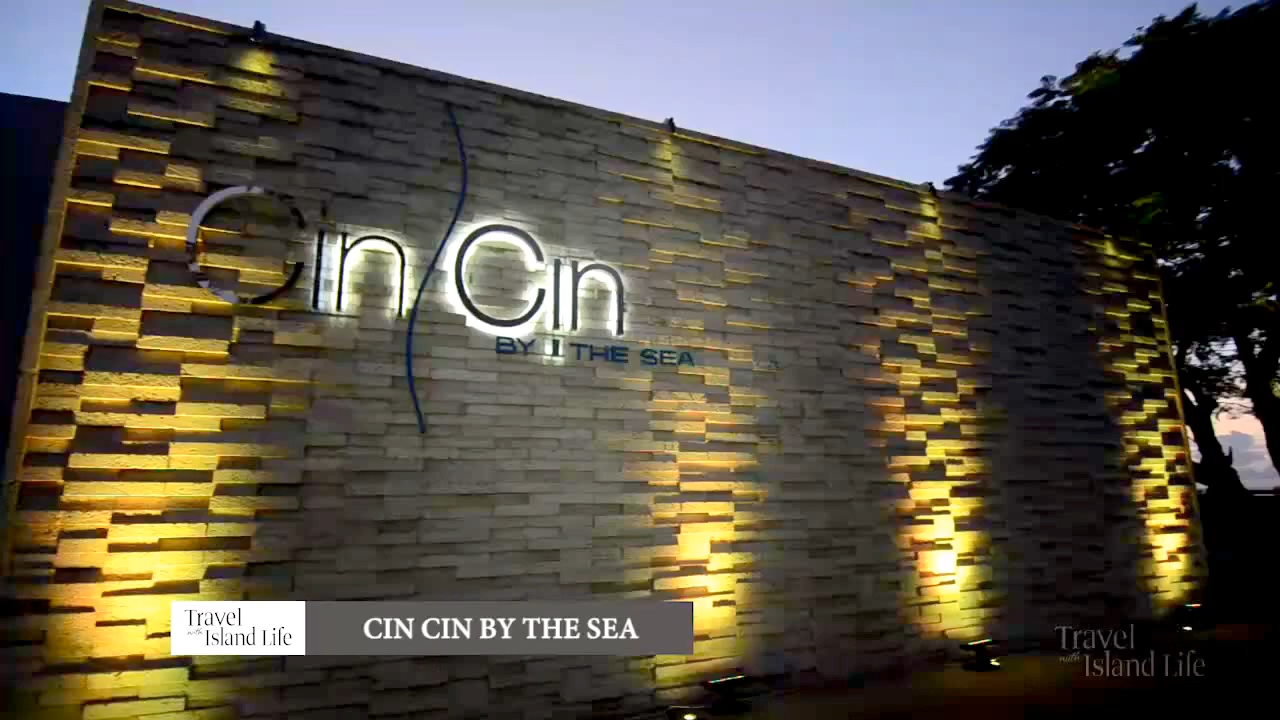 Cin Cin
BY THE SEA
Travel
with Island Life
CIN CIN BY THE SEA
Travel
with Island Life